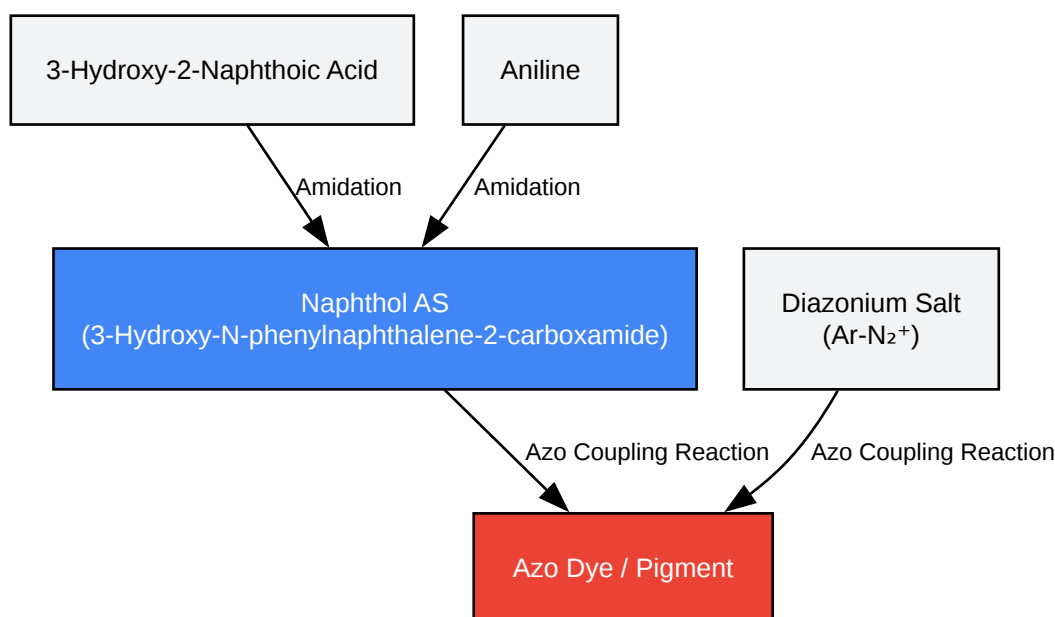 3-Hydroxy-2-Naphthoic Acid
Aniline
Amidation
Amidation
Naphthol AS
(3-Hydroxy-N-phenylnaphthalene-2-carboxamide)
Diazonium Salt
(Ar-N₂⁺)
Azo Coupling Reaction
Azo Coupling Reaction
Azo Dye / Pigment